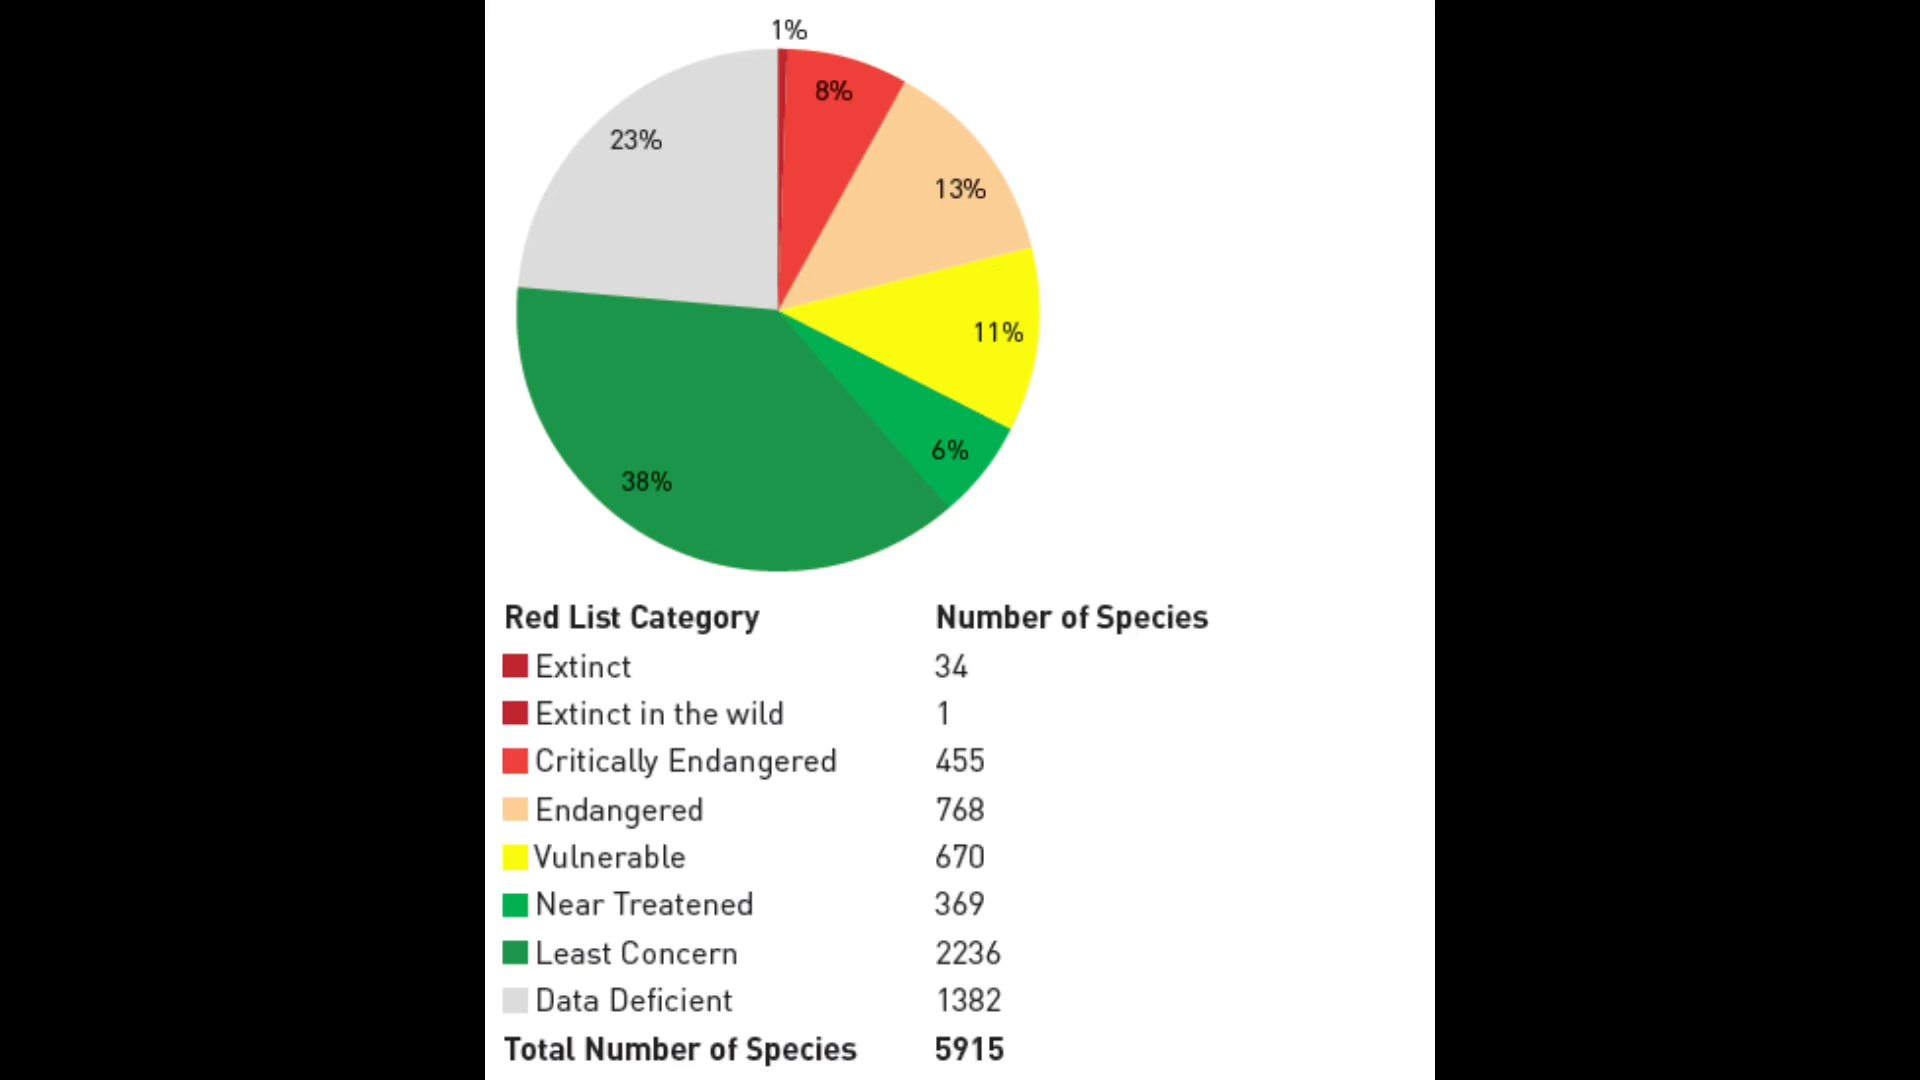 1%
8%
23%
13%
11%
6%
38%
Red List Category Number of Species
Extinct 34
Extinct in the wild 1
Critically Endangered 455
Endangered 768
Vulnerable 670
Near Treatened 369
Least Concern 2236
Data Deficient 1382
Total Number of Species 5915